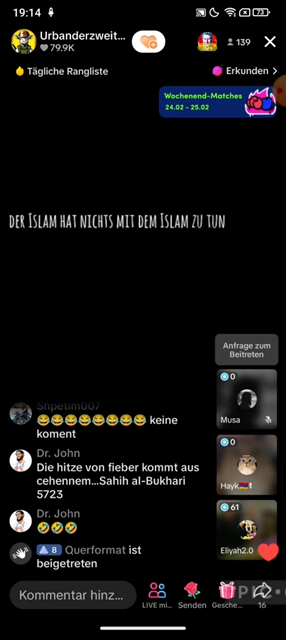 19:14
73
Urbanderzweit...
79.9K
139
Tägliche Rangliste
Erkunden
Wochenend-Matches
24.02 - 25.02
DER ISLAM HAT NICHTS MIT DEM ISLAM ZU TUN
Anfrage zum
Beitreten
0
Musa
Shpetim007
😂😂😂😂😂😂😂😂 keine
koment
Dr. John
Die hitze von fieber kommt aus
cehennem...Sahih al-Bukhari
5723
0
Hayk🇦🇲
Dr. John
🤣🤣🤣
61
Eliyah2.0
8 Querformat ist
beigetreten
Kommentar hinz...
LIVE mi...
Senden
Gesche...
16